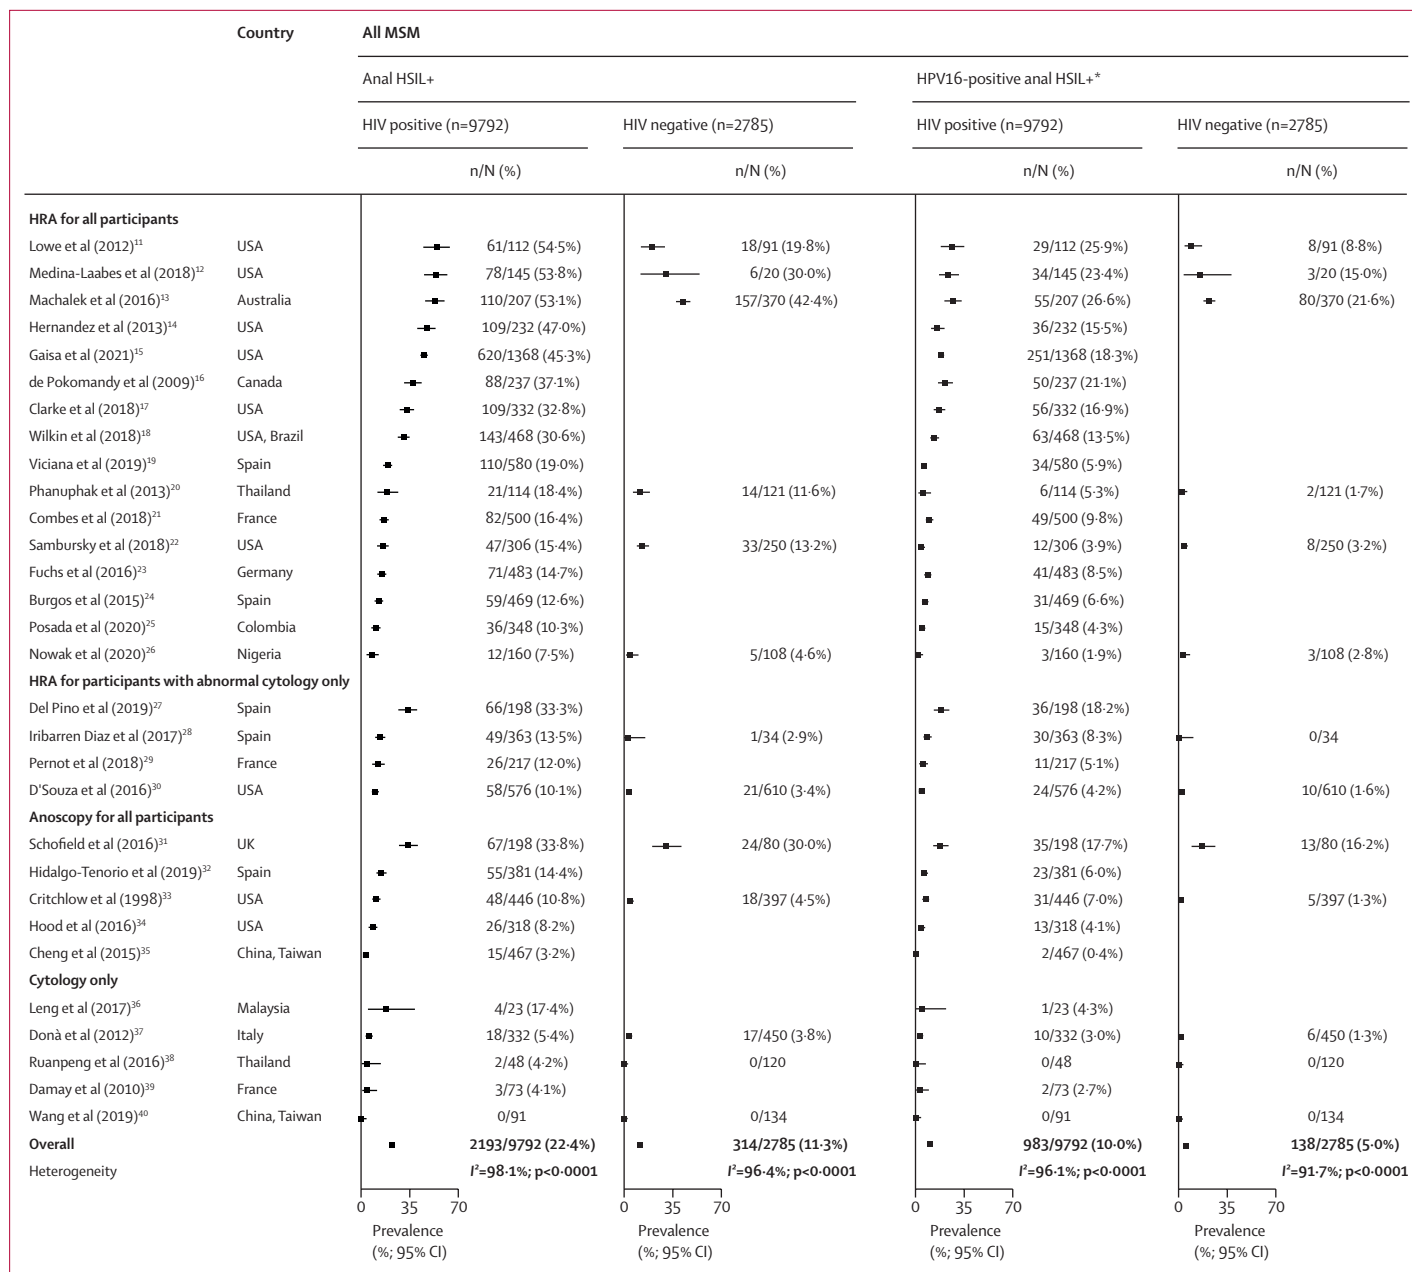 Country All MSM
Anal HSIL+ HPV16-positive anal HSIL+*
HIV positive (n=9792) HIV negative (n=2785) HIV positive (n=9792) HIV negative (n=2785)
n/N (%) n/N (%) n/N (%) n/N (%)
HRA for all participants
Lowe et al (2012)¹¹ USA 61/112 (54·5%) 18/91 (19·8%) 29/112 (25·9%) 8/91 (8·8%)
Medina-Laabes et al (2018)¹² USA 78/145 (53·8%) 6/20 (30·0%) 34/145 (23·4%) 3/20 (15·0%)
Machalek et al (2016)¹³ Australia 110/207 (53·1%) 157/370 (42·4%) 55/207 (26·6%) 80/370 (21·6%)
Hernandez et al (2013)¹⁴ USA 109/232 (47·0%) 36/232 (15·5%)
Gaisa et al (2021)¹⁵ USA 620/1368 (45·3%) 251/1368 (18·3%)
de Pokomandy et al (2009)¹⁶ Canada 88/237 (37·1%) 50/237 (21·1%)
Clarke et al (2018)¹⁷ USA 109/332 (32·8%) 56/332 (16·9%)
Wilkin et al (2018)¹⁸ USA, Brazil 143/468 (30·6%) 63/468 (13·5%)
Viciana et al (2019)¹⁹ Spain 110/580 (19·0%) 34/580 (5·9%)
Phanuphak et al (2013)²⁰ Thailand 21/114 (18·4%) 14/121 (11·6%) 6/114 (5·3%) 2/121 (1·7%)
Combes et al (2018)²¹ France 82/500 (16·4%) 49/500 (9·8%)
Sambursky et al (2018)²² USA 47/306 (15·4%) 33/250 (13·2%) 12/306 (3·9%) 8/250 (3·2%)
Fuchs et al (2016)²³ Germany 71/483 (14·7%) 41/483 (8·5%)
Burgos et al (2015)²⁴ Spain 59/469 (12·6%) 31/469 (6·6%)
Posada et al (2020)²⁵ Colombia 36/348 (10·3%) 15/348 (4·3%)
Nowak et al (2020)²⁶ Nigeria 12/160 (7·5%) 5/108 (4·6%) 3/160 (1·9%) 3/108 (2·8%)
HRA for participants with abnormal cytology only
Del Pino et al (2019)²⁷ Spain 66/198 (33·3%) 36/198 (18·2%)
Iribarren Diaz et al (2017)²⁸ Spain 49/363 (13·5%) 1/34 (2·9%) 30/363 (8·3%) 0/34
Pernot et al (2018)²⁹ France 26/217 (12·0%) 11/217 (5·1%)
D'Souza et al (2016)³⁰ USA 58/576 (10·1%) 21/610 (3·4%) 24/576 (4·2%) 10/610 (1·6%)
Anoscopy for all participants
Schofield et al (2016)³¹ UK 67/198 (33·8%) 24/80 (30·0%) 35/198 (17·7%) 13/80 (16·2%)
Hidalgo-Tenorio et al (2019)³² Spain 55/381 (14·4%) 23/381 (6·0%)
Critchlow et al (1998)³³ USA 48/446 (10·8%) 18/397 (4·5%) 31/446 (7·0%) 5/397 (1·3%)
Hood et al (2016)³⁴ USA 26/318 (8·2%) 13/318 (4·1%)
Cheng et al (2015)³⁵ China, Taiwan 15/467 (3·2%) 2/467 (0·4%)
Cytology only
Leng et al (2017)³⁶ Malaysia 4/23 (17·4%) 1/23 (4·3%)
Donà et al (2012)³⁷ Italy 18/332 (5·4%) 17/450 (3·8%) 10/332 (3·0%) 6/450 (1·3%)
Ruanpeng et al (2016)³⁸ Thailand 2/48 (4·2%) 0/120 0/48 0/120
Damay et al (2010)³⁹ France 3/73 (4·1%) 2/73 (2·7%)
Wang et al (2019)⁴⁰ China, Taiwan 0/91 0/134 0/91 0/134
Overall 2193/9792 (22·4%) 314/2785 (11·3%) 983/9792 (10·0%) 138/2785 (5·0%)
Heterogeneity I²=98·1%; p<0·0001 I²=96·4%; p<0·0001 I²=96·1%; p<0·0001 I²=91·7%; p<0·0001
0 35 70 0 35 70 0 35 70 0 35 70
Prevalence Prevalence Prevalence Prevalence
(%; 95% CI) (%; 95% CI) (%; 95% CI) (%; 95% CI)